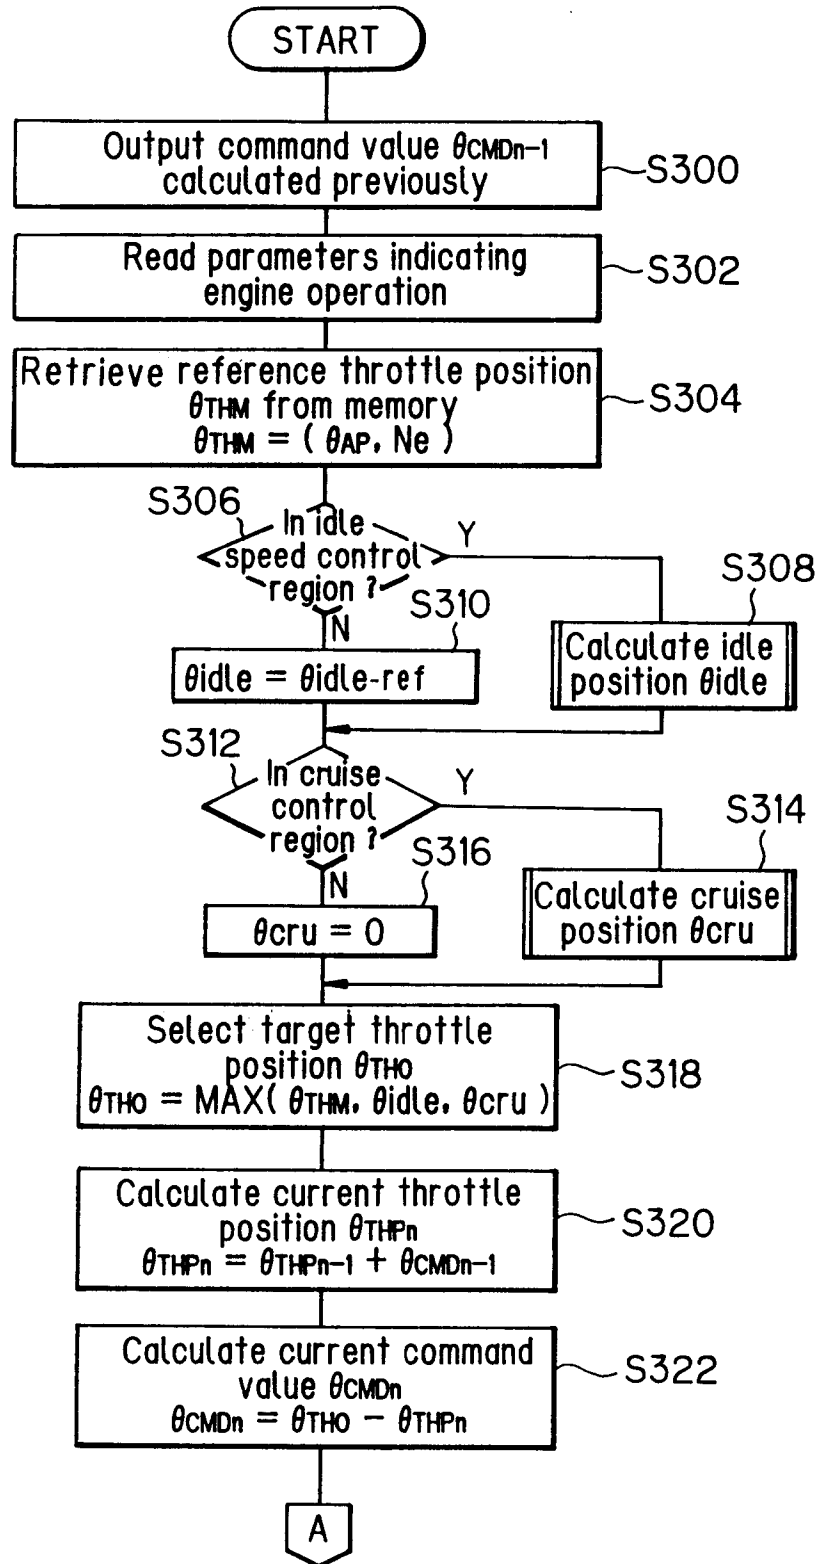 START
Output command value θCMDn-1
calculated previously
S300
Read parameters indicating
engine operation
S302
Retrieve reference throttle position
θTHM from memory
θTHM = ( θAP, Ne )
S304
S306
In idle
speed control
region ?
Y
N
S308
Calculate idle
position θidle
S310
θidle = θidle-ref
S312
In cruise
control
region ?
Y
N
S314
Calculate cruise
position θcru
S316
θcru = 0
Select target throttle
position θTHO
θTHO = MAX( θTHM, θidle, θcru )
S318
Calculate current throttle
position θTHPn
θTHPn = θTHPn-1 + θCMDn-1
S320
Calculate current command
value θCMDn
θCMDn = θTHO - θTHPn
S322
A